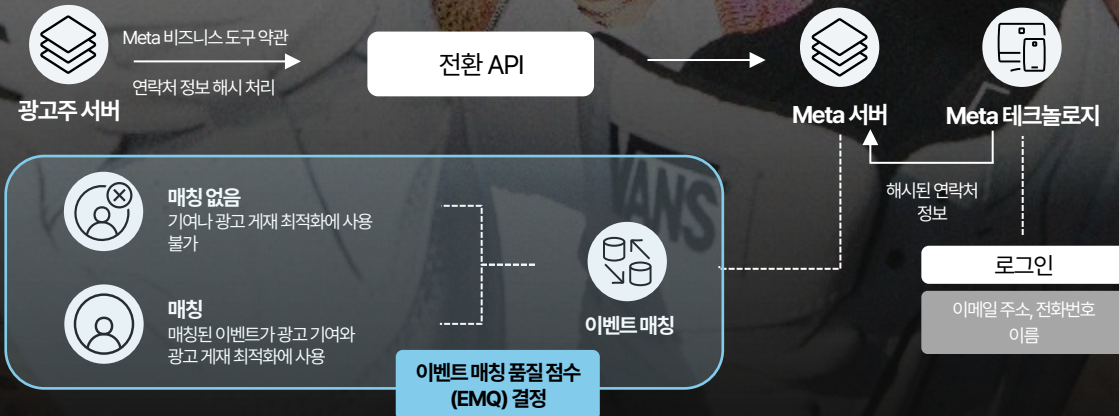 Meta 비즈니스 도구 약관
연락처 정보 해시 처리
광고주 서버
전환 API
Meta 서버
Meta 테크놀로지
해시된 연락처
정보
로그인
이메일 주소, 전화번호
이름
매칭 없음
기여나 광고 게재 최적화에 사용
불가
매칭
매칭된 이벤트가 광고 기여와
광고 게재 최적화에 사용
이벤트 매칭
이벤트 매칭 품질 점수
(EMQ) 결정
VANS